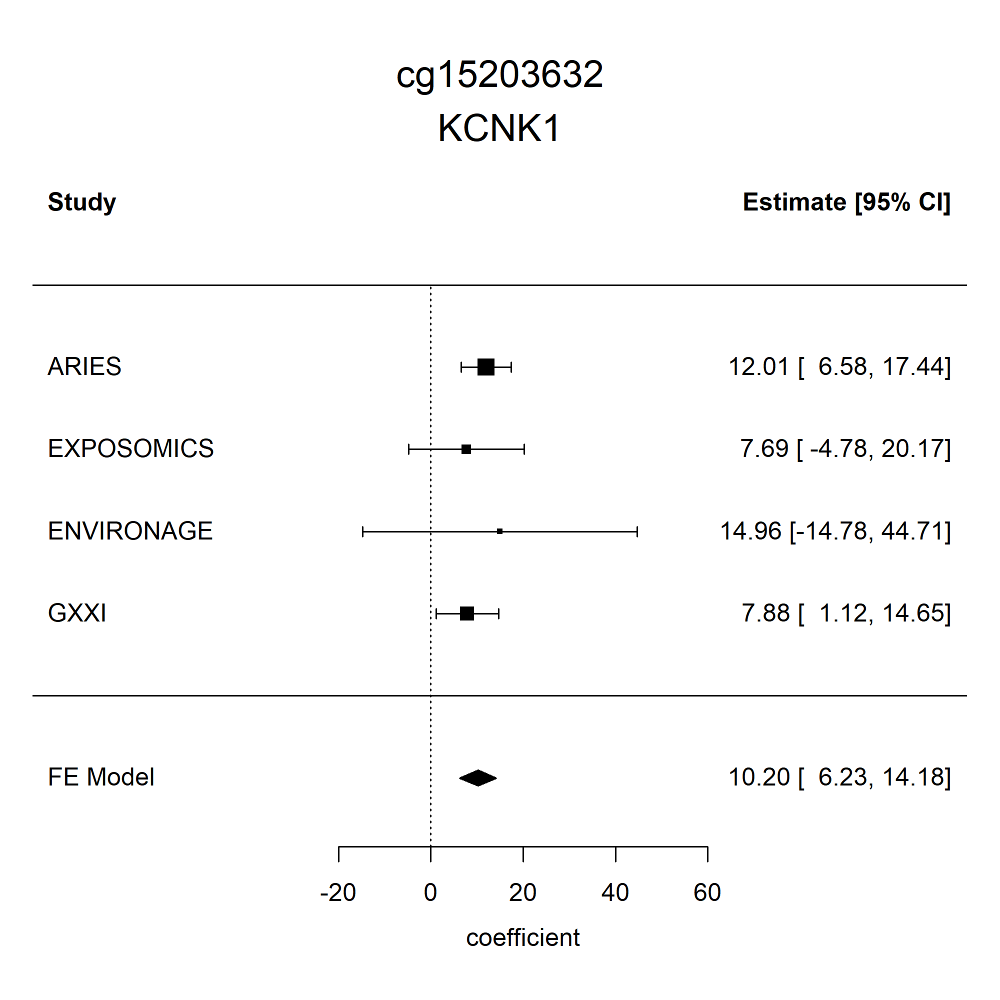 cg15203632
KCNK1
Study Estimate [95% CI]
ARIES 12.01 [  6.58, 17.44]
EXPOSOMICS 7.69 [ -4.78, 20.17]
ENVIRONAGE 14.96 [-14.78, 44.71]
GXXI 7.88 [  1.12, 14.65]
FE Model 10.20 [  6.23, 14.18]
-20 0 20 40 60
coefficient